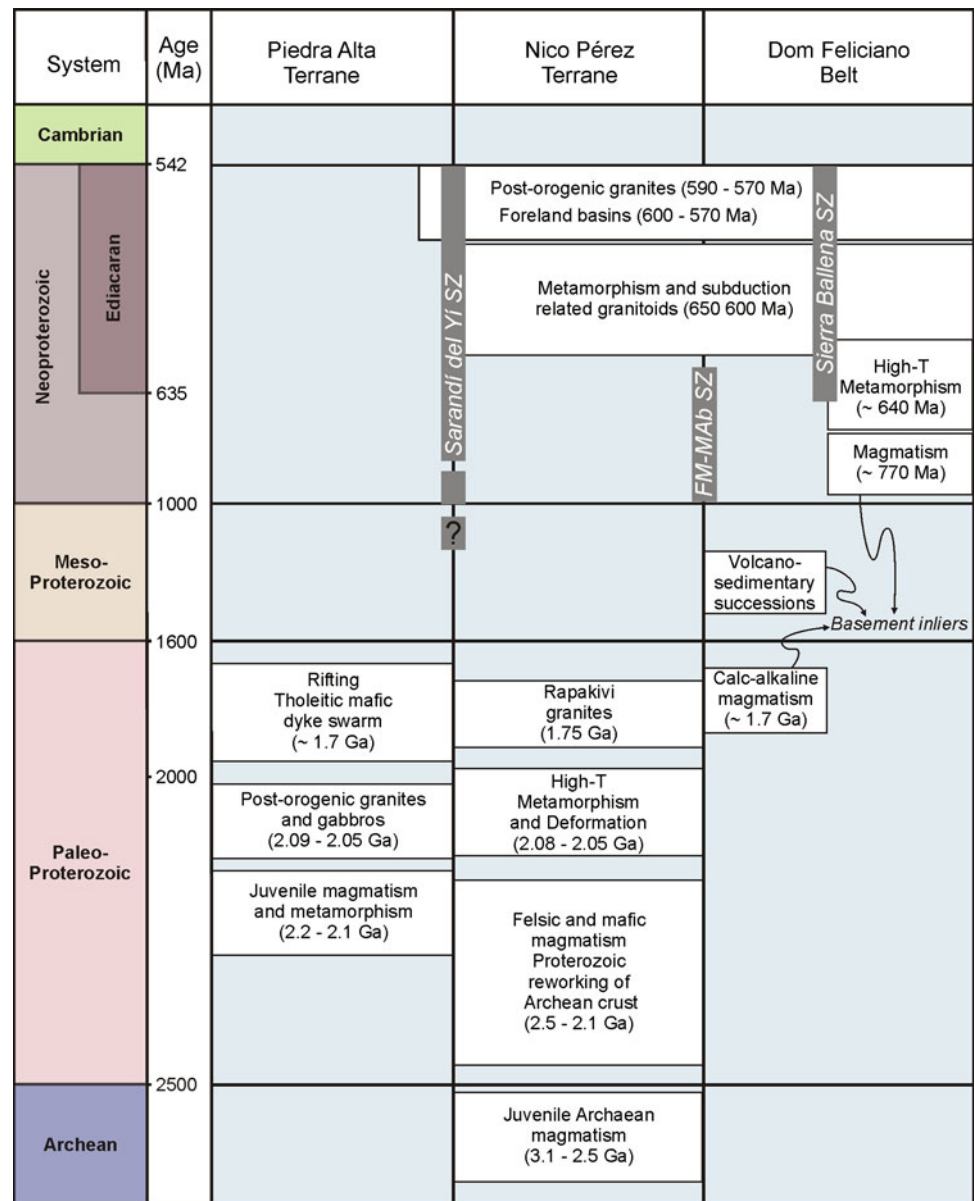 System
Age
(Ma)
Piedra Alta
Terrane
Nico Pérez
Terrane
Dom Feliciano
Belt
Cambrian
542
Neoproterozoic
Ediacaran
Post-orogenic granites (590 - 570 Ma)
Foreland basins (600 - 570 Ma)
Sarandí del Yí SZ
Sierra Ballena SZ
Metamorphism and subduction
related granitoids (650 600 Ma)
635
High-T
Metamorphism
(~ 640 Ma)
FM-MAb SZ
Magmatism
(~ 770 Ma)
1000
?
Meso-
Proterozoic
Volcano-
sedimentary
successions
Basement inliers
1600
Rifting
Tholeitic mafic
dyke swarm
(~ 1.7 Ga)
Rapakivi
granites
(1.75 Ga)
Calc-alkaline
magmatism
(~ 1.7 Ga)
2000
Paleo-
Proterozoic
Post-orogenic granites
and gabbros
(2.09 - 2.05 Ga)
High-T
Metamorphism
and Deformation
(2.08 - 2.05 Ga)
Juvenile magmatism
and metamorphism
(2.2 - 2.1 Ga)
Felsic and mafic
magmatism
Proterozoic
reworking of
Archean crust
(2.5 - 2.1 Ga)
2500
Archean
Juvenile Archaean
magmatism
(3.1 - 2.5 Ga)